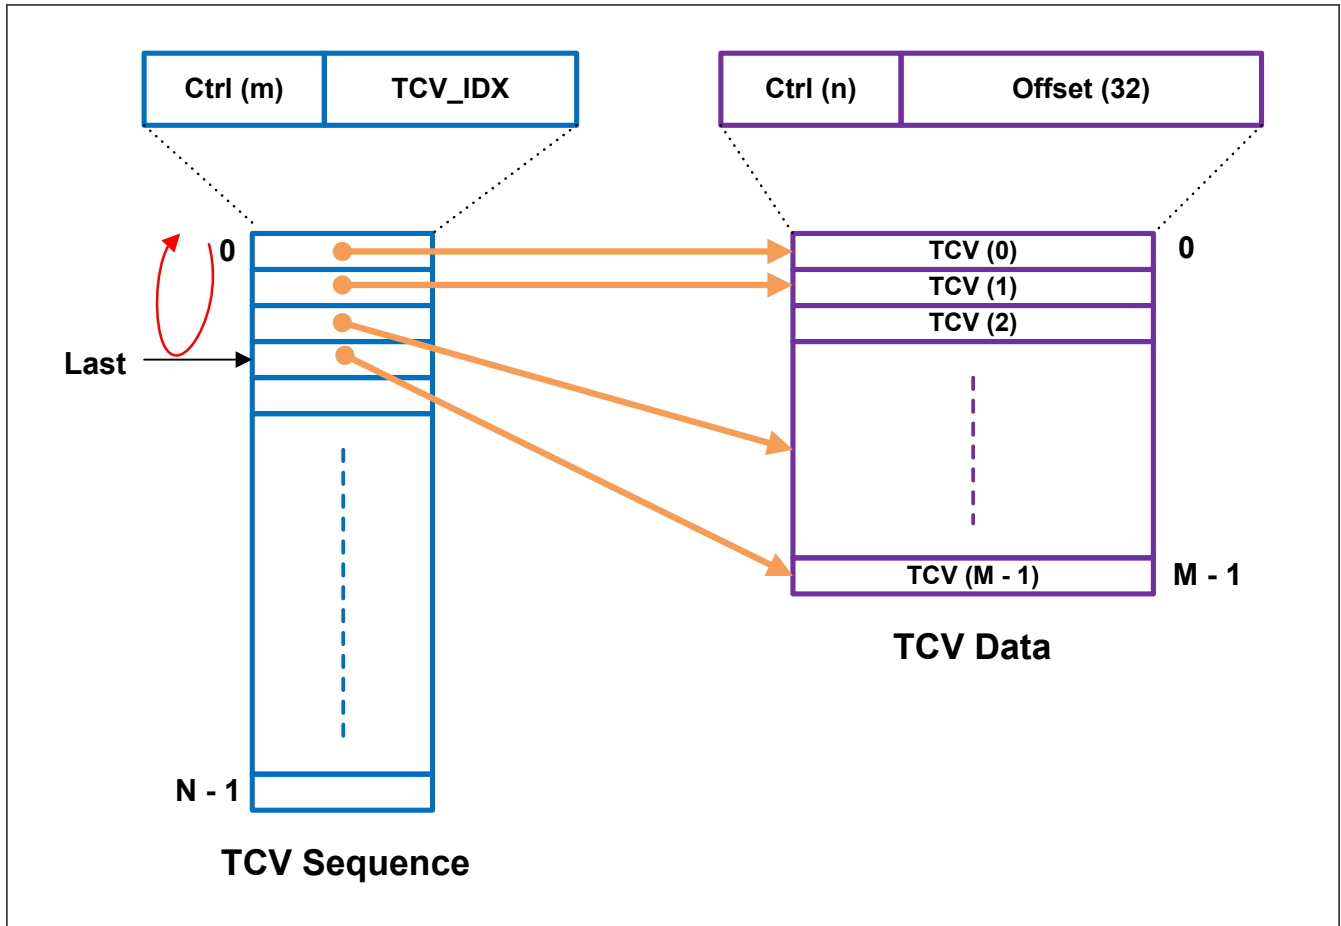 Ctrl (m)
TCV_IDX
Ctrl (n)
Offset (32)
0
TCV (0)
0
TCV (1)
TCV (2)
Last
TCV (M - 1)
M - 1
TCV Data
N - 1
TCV Sequence